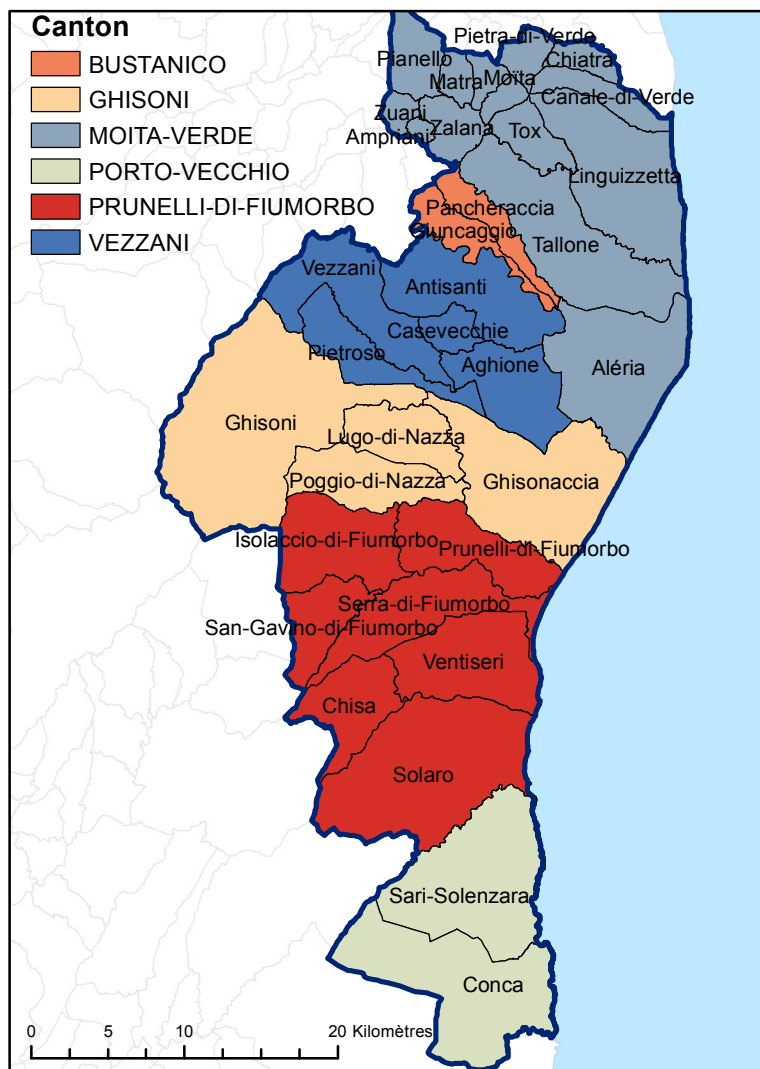 Canton
BUSTANICO
GHISONI
MOITA-VERDE
PORTO-VECCHIO
PRUNELLI-DI-FIUMORBO
VEZZANI
Pietra-di-Verde
Pianello
Chiatra
Matra
Moïta
Canale-di-Verde
Zuani
Zalana
Tox
Ampriani
Linguizzetta
Pancheraccia
Giuncaggio
Tallone
Vezzani
Antisanti
Casevecchie
Pietroso
Aghione
Aléria
Ghisoni
Lugo-di-Nazza
Poggio-di-Nazza
Ghisonaccia
Isolaccio-di-Fiumorbo
Prunelli-di-Fiumorbo
Serra-di-Fiumorbo
San-Gavino-di-Fiumorbo
Ventiseri
Chisa
Solaro
Sari-Solenzara
Conca
0 5 10 20 Kilomètres